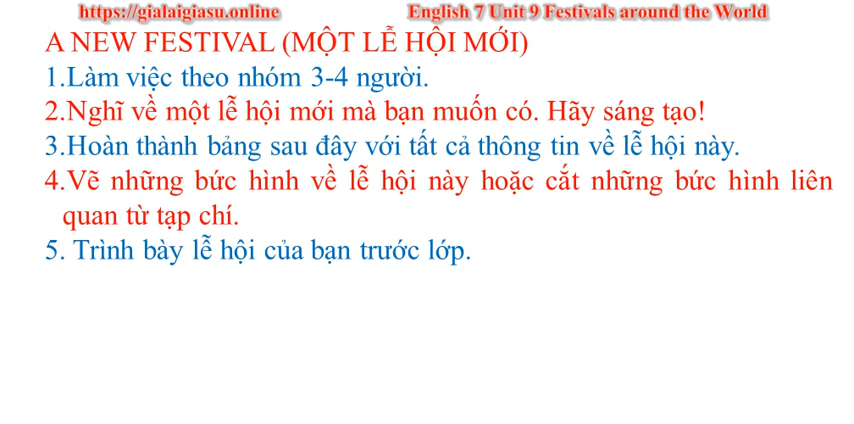 https://gialaigiasu.online English 7 Unit 9 Festivals around the World
A NEW FESTIVAL (MỘT LỄ HỘI MỚI)
1.Làm việc theo nhóm 3-4 người.
2.Nghĩ về một lễ hội mới mà bạn muốn có. Hãy sáng tạo!
3.Hoàn thành bảng sau đây với tất cả thông tin về lễ hội này.
4.Vẽ những bức hình về lễ hội này hoặc cắt những bức hình liên
quan từ tạp chí.
5. Trình bày lễ hội của bạn trước lớp.